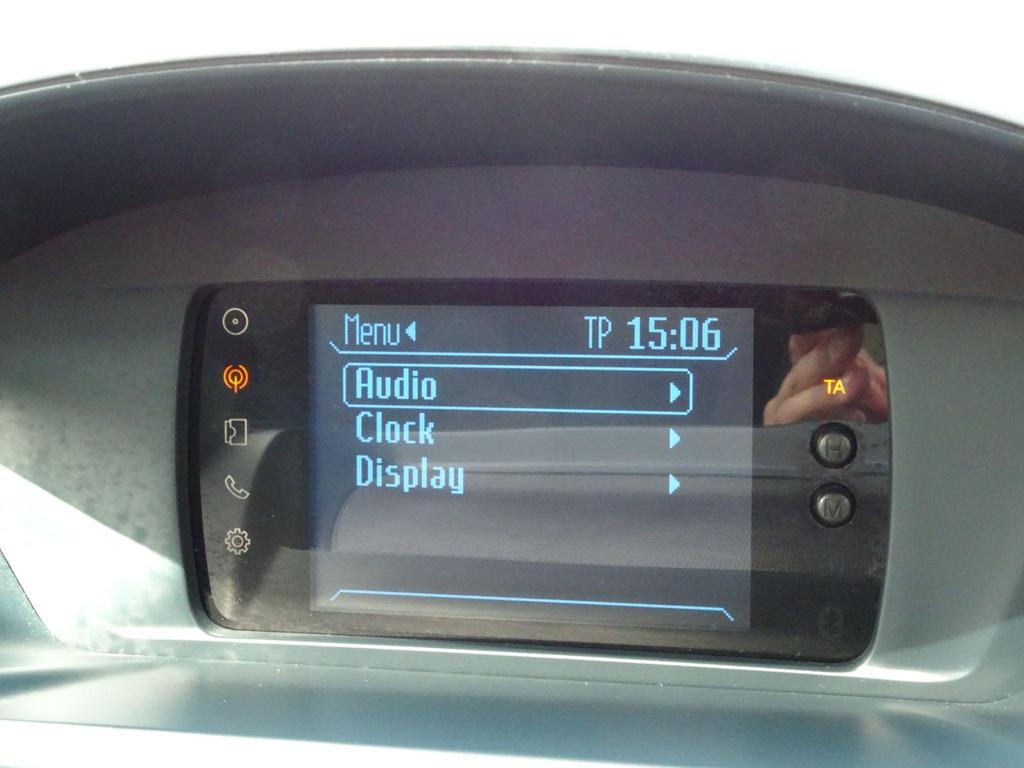 Menu TP 15:06
Audio
TA
Clock
H
Display
M